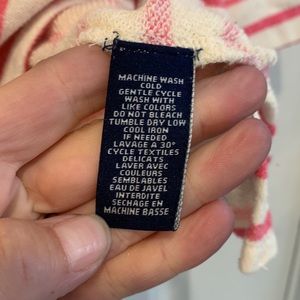 MACHINE WASH
COLD
GENTLE CYCLE
WASH WITH
LIKE COLORS
DO NOT BLEACH
TUMBLE DRY LOW
COOL IRON
IF NEEDED
LAVAGE A 30°
CYCLE TEXTILES
DELICATS
LAVER AVEC
COULEURS
SEMBLABLES
EAU DE JAVEL
INTERDITE
SECHAGE EN
MACHINE BASSE